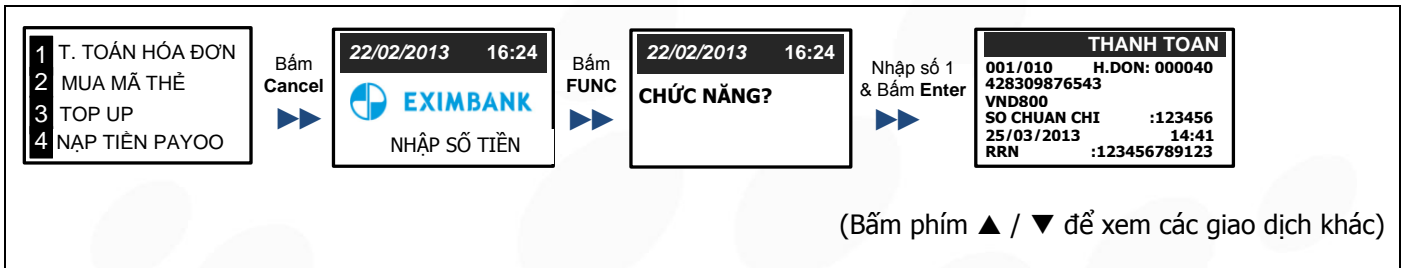 1 T. TOÁN HÓA ĐƠN
2 MUA MÃ THẺ
3 TOP UP
4 NẠP TIỀN PAYOO
Bấm
Cancel
22/02/2013 16:24
EXIMBANK
NHẬP SỐ TIỀN
Bấm
FUNC
22/02/2013 16:24
CHỨC NĂNG?
Nhập số 1
& Bấm Enter
THANH TOAN
001/010 H.DON: 000040
428309876543
VND800
SO CHUAN CHI :123456
25/03/2013 14:41
RRN :123456789123
(Bấm phím ▲ / ▼ để xem các giao dịch khác)